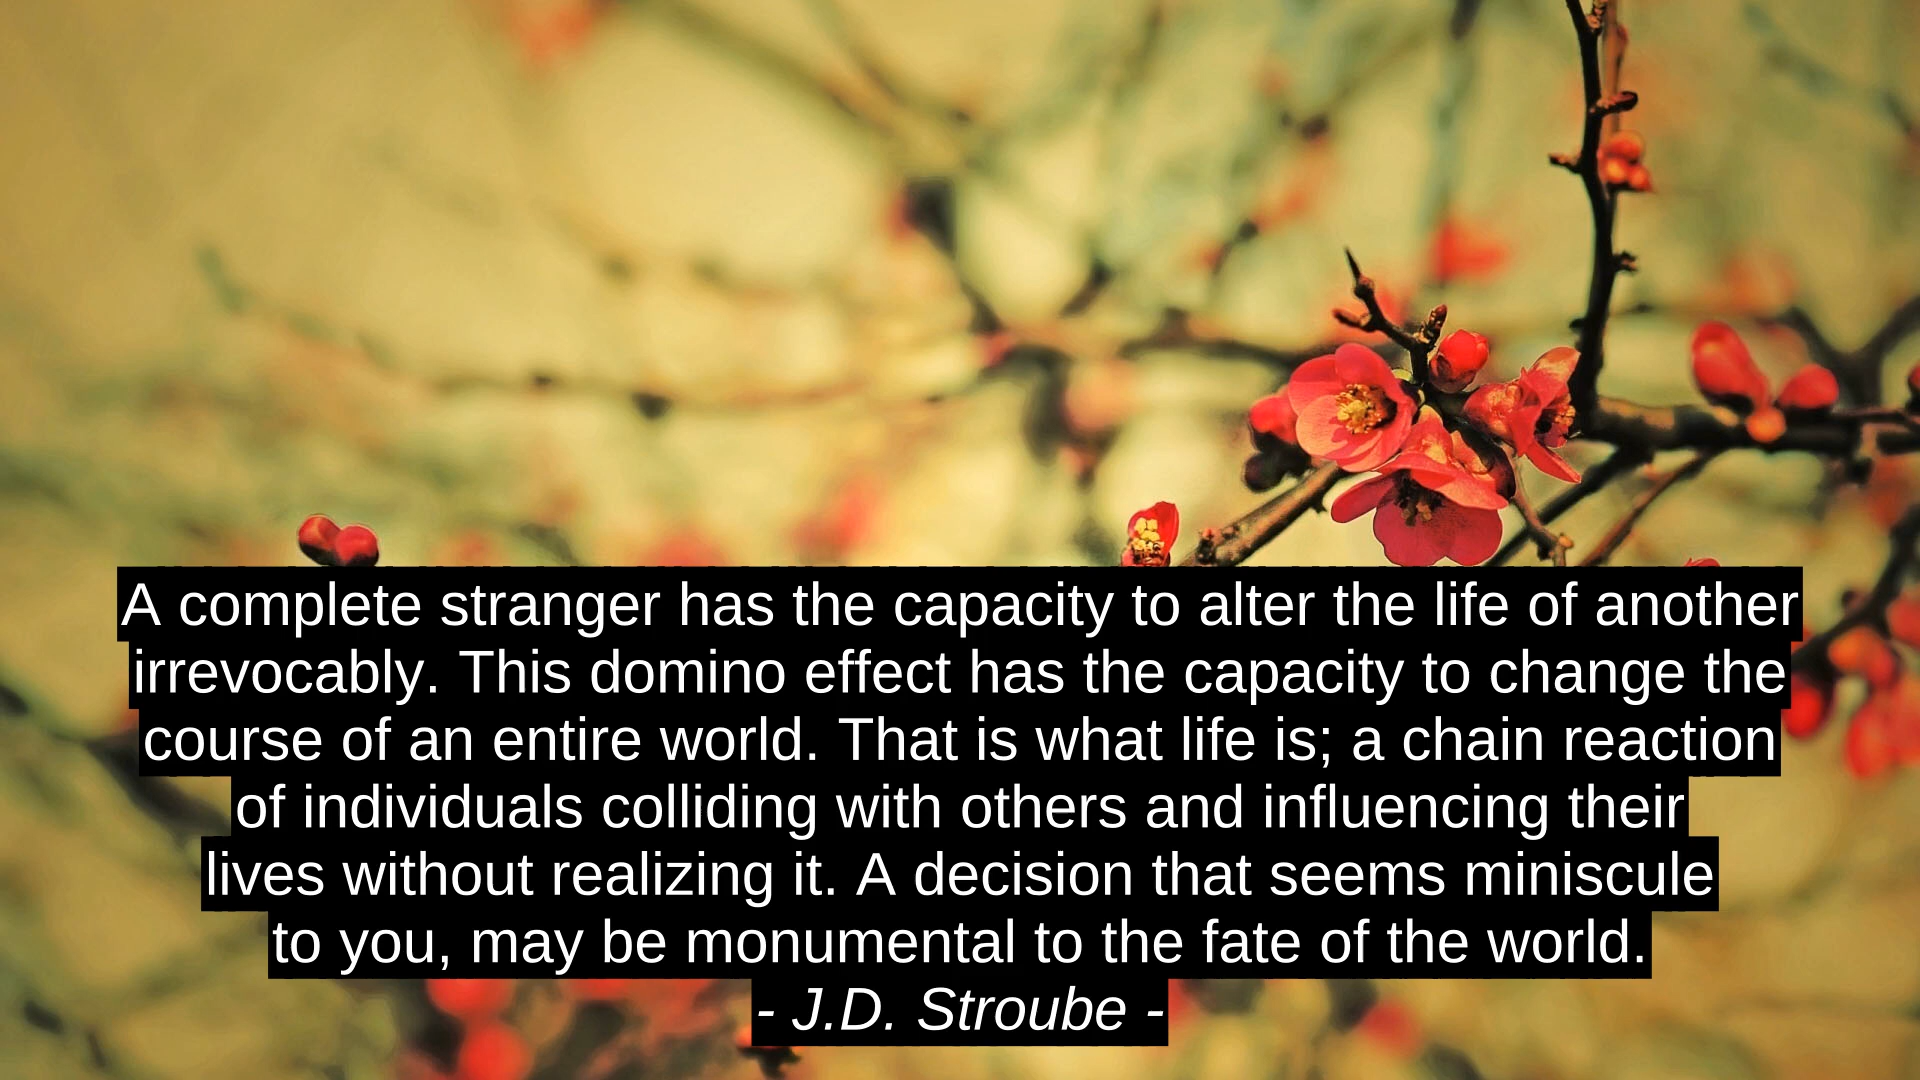 A complete stranger has the capacity to alter the life of another
irrevocably. This domino effect has the capacity to change the
course of an entire world. That is what life is; a chain reaction
of individuals colliding with others and influencing their
lives without realizing it. A decision that seems miniscule
to you, may be monumental to the fate of the world.
- J.D. Stroube -